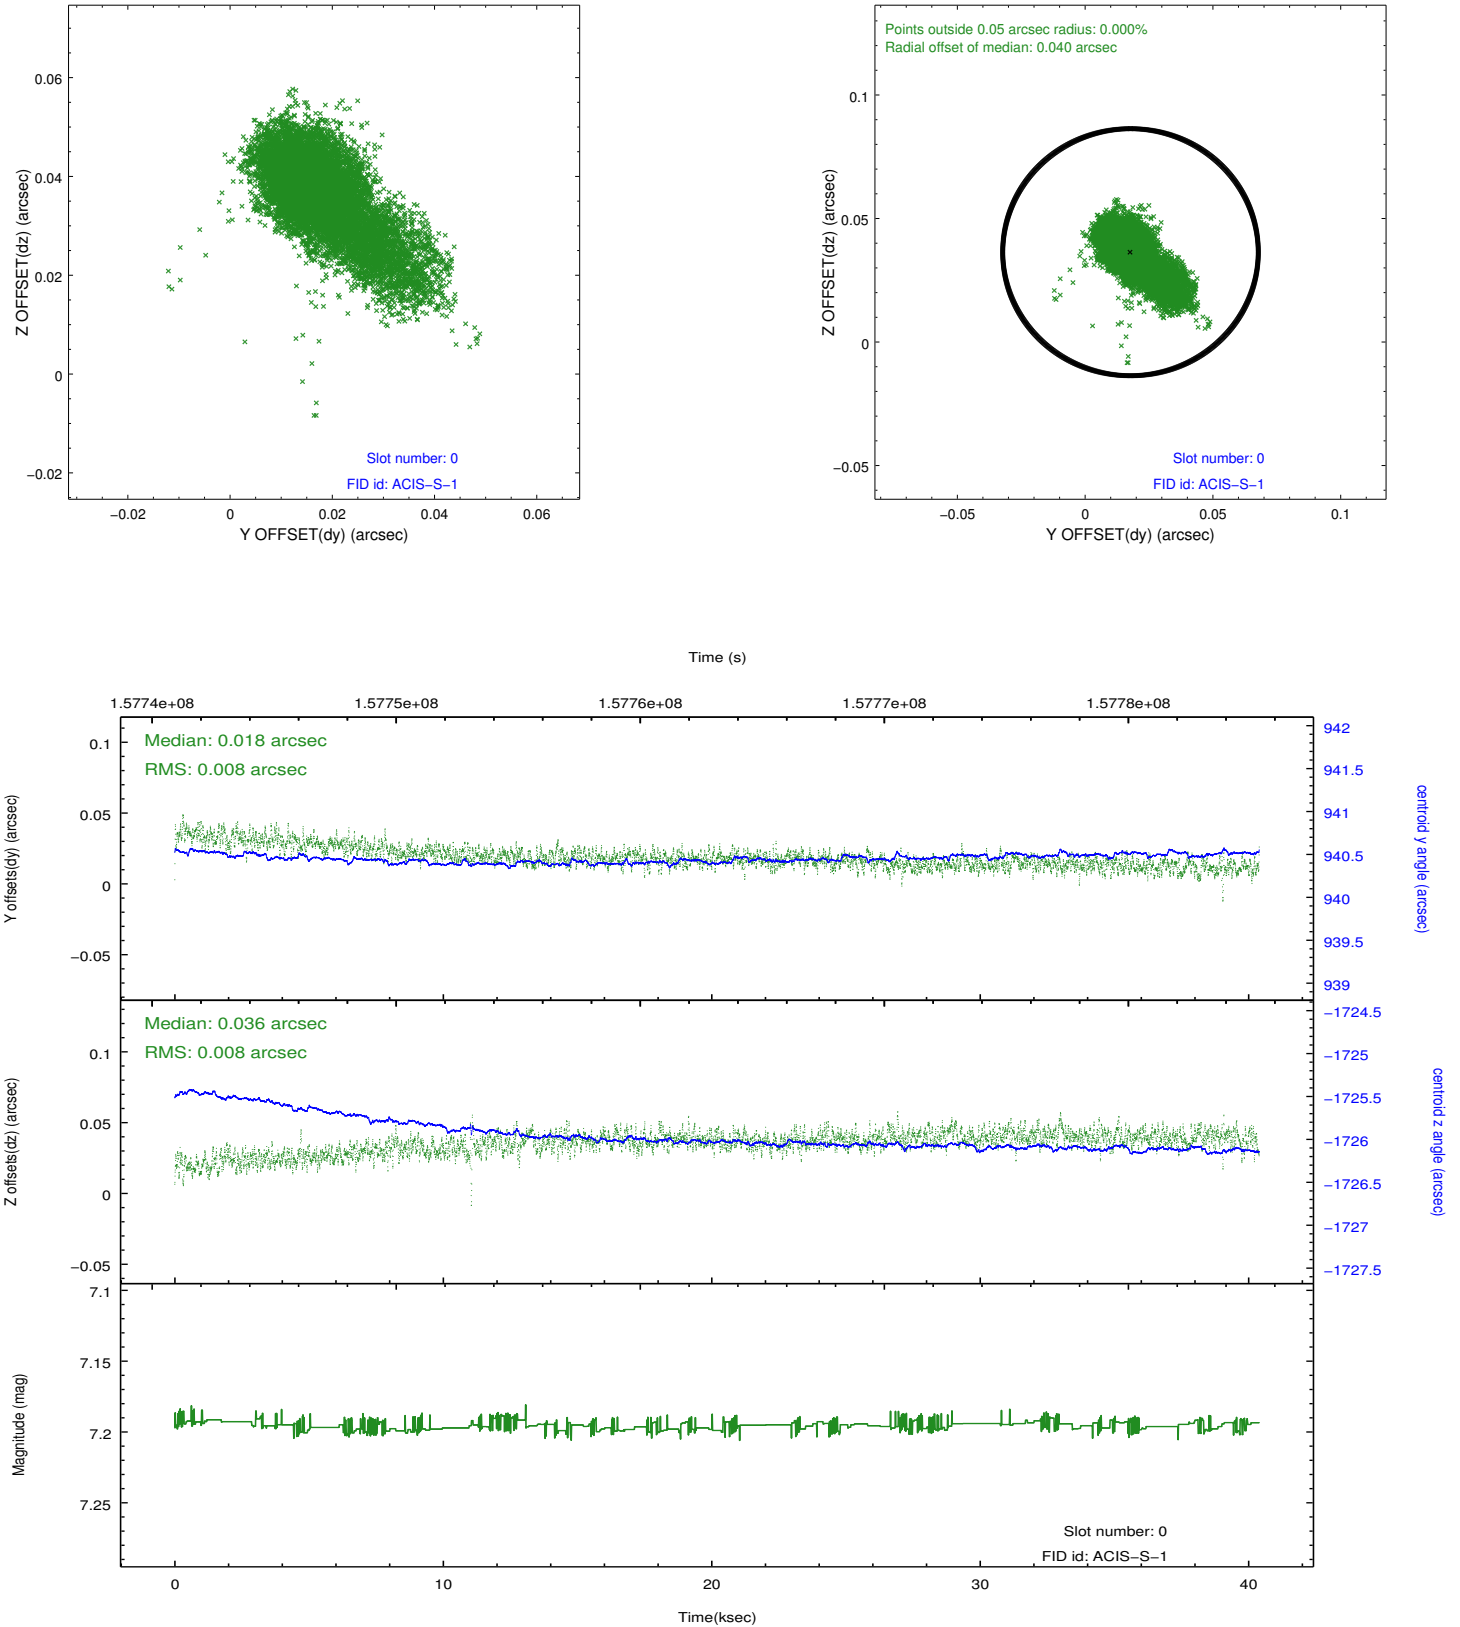 0.06
0.04
0.02
0
−0.02
−0.02
0
0.02
0.04
0.06
Z OFFSET(dz) (arcsec)
Y OFFSET(dy) (arcsec)
Slot number: 0
FID id: ACIS−S−1
Points outside 0.05 arcsec radius: 0.000%
Radial offset of median: 0.040 arcsec
0.1
0.05
0
−0.05
−0.05
0
0.05
0.1
Z OFFSET(dz) (arcsec)
Y OFFSET(dy) (arcsec)
Slot number: 0
FID id: ACIS−S−1
Time (s)
1.5774e+08
1.5775e+08
1.5776e+08
1.5777e+08
1.5778e+08
Median: 0.018 arcsec
RMS: 0.008 arcsec
0.1
0.05
0
−0.05
Y offsets(dy) (arcsec)
942
941.5
941
940.5
940
939.5
939
centroid y angle (arcsec)
Median: 0.036 arcsec
RMS: 0.008 arcsec
0.1
0.05
0
−0.05
Z offsets(dz) (arcsec)
−1724.5
−1725
−1725.5
−1726
−1726.5
−1727
−1727.5
centroid z angle (arcsec)
7.1
7.15
7.2
7.25
Magnitude (mag)
Slot number: 0
FID id: ACIS−S−1
0
10
20
30
40
Time(ksec)